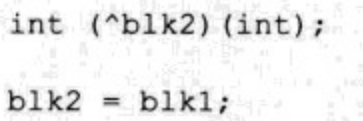 int (^blk2)(int);
blk2 = blk1;